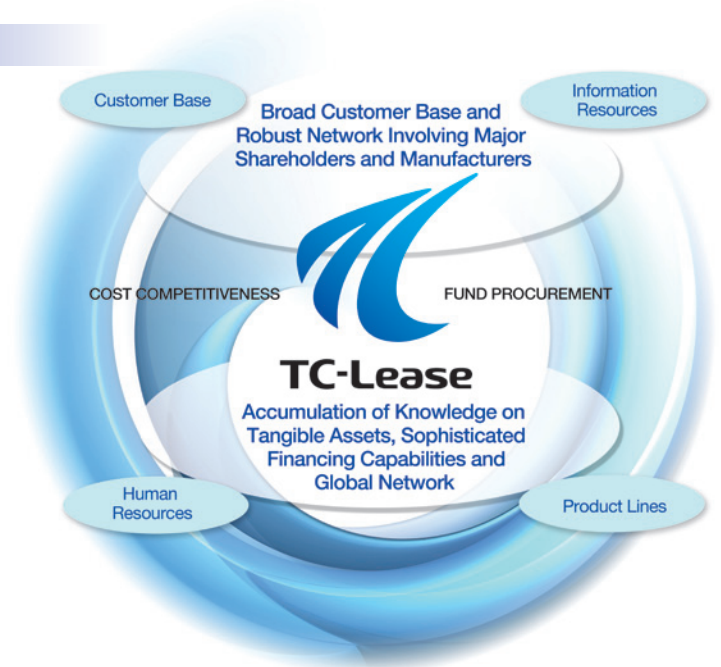 Customer Base
Information
Resources
Broad Customer Base and
Robust Network Involving Major
Shareholders and Manufacturers
COST COMPETITIVENESS
FUND PROCUREMENT
TC-Lease
Accumulation of Knowledge on
Tangible Assets, Sophisticated
Financing Capabilities and
Global Network
Human
Resources
Product Lines